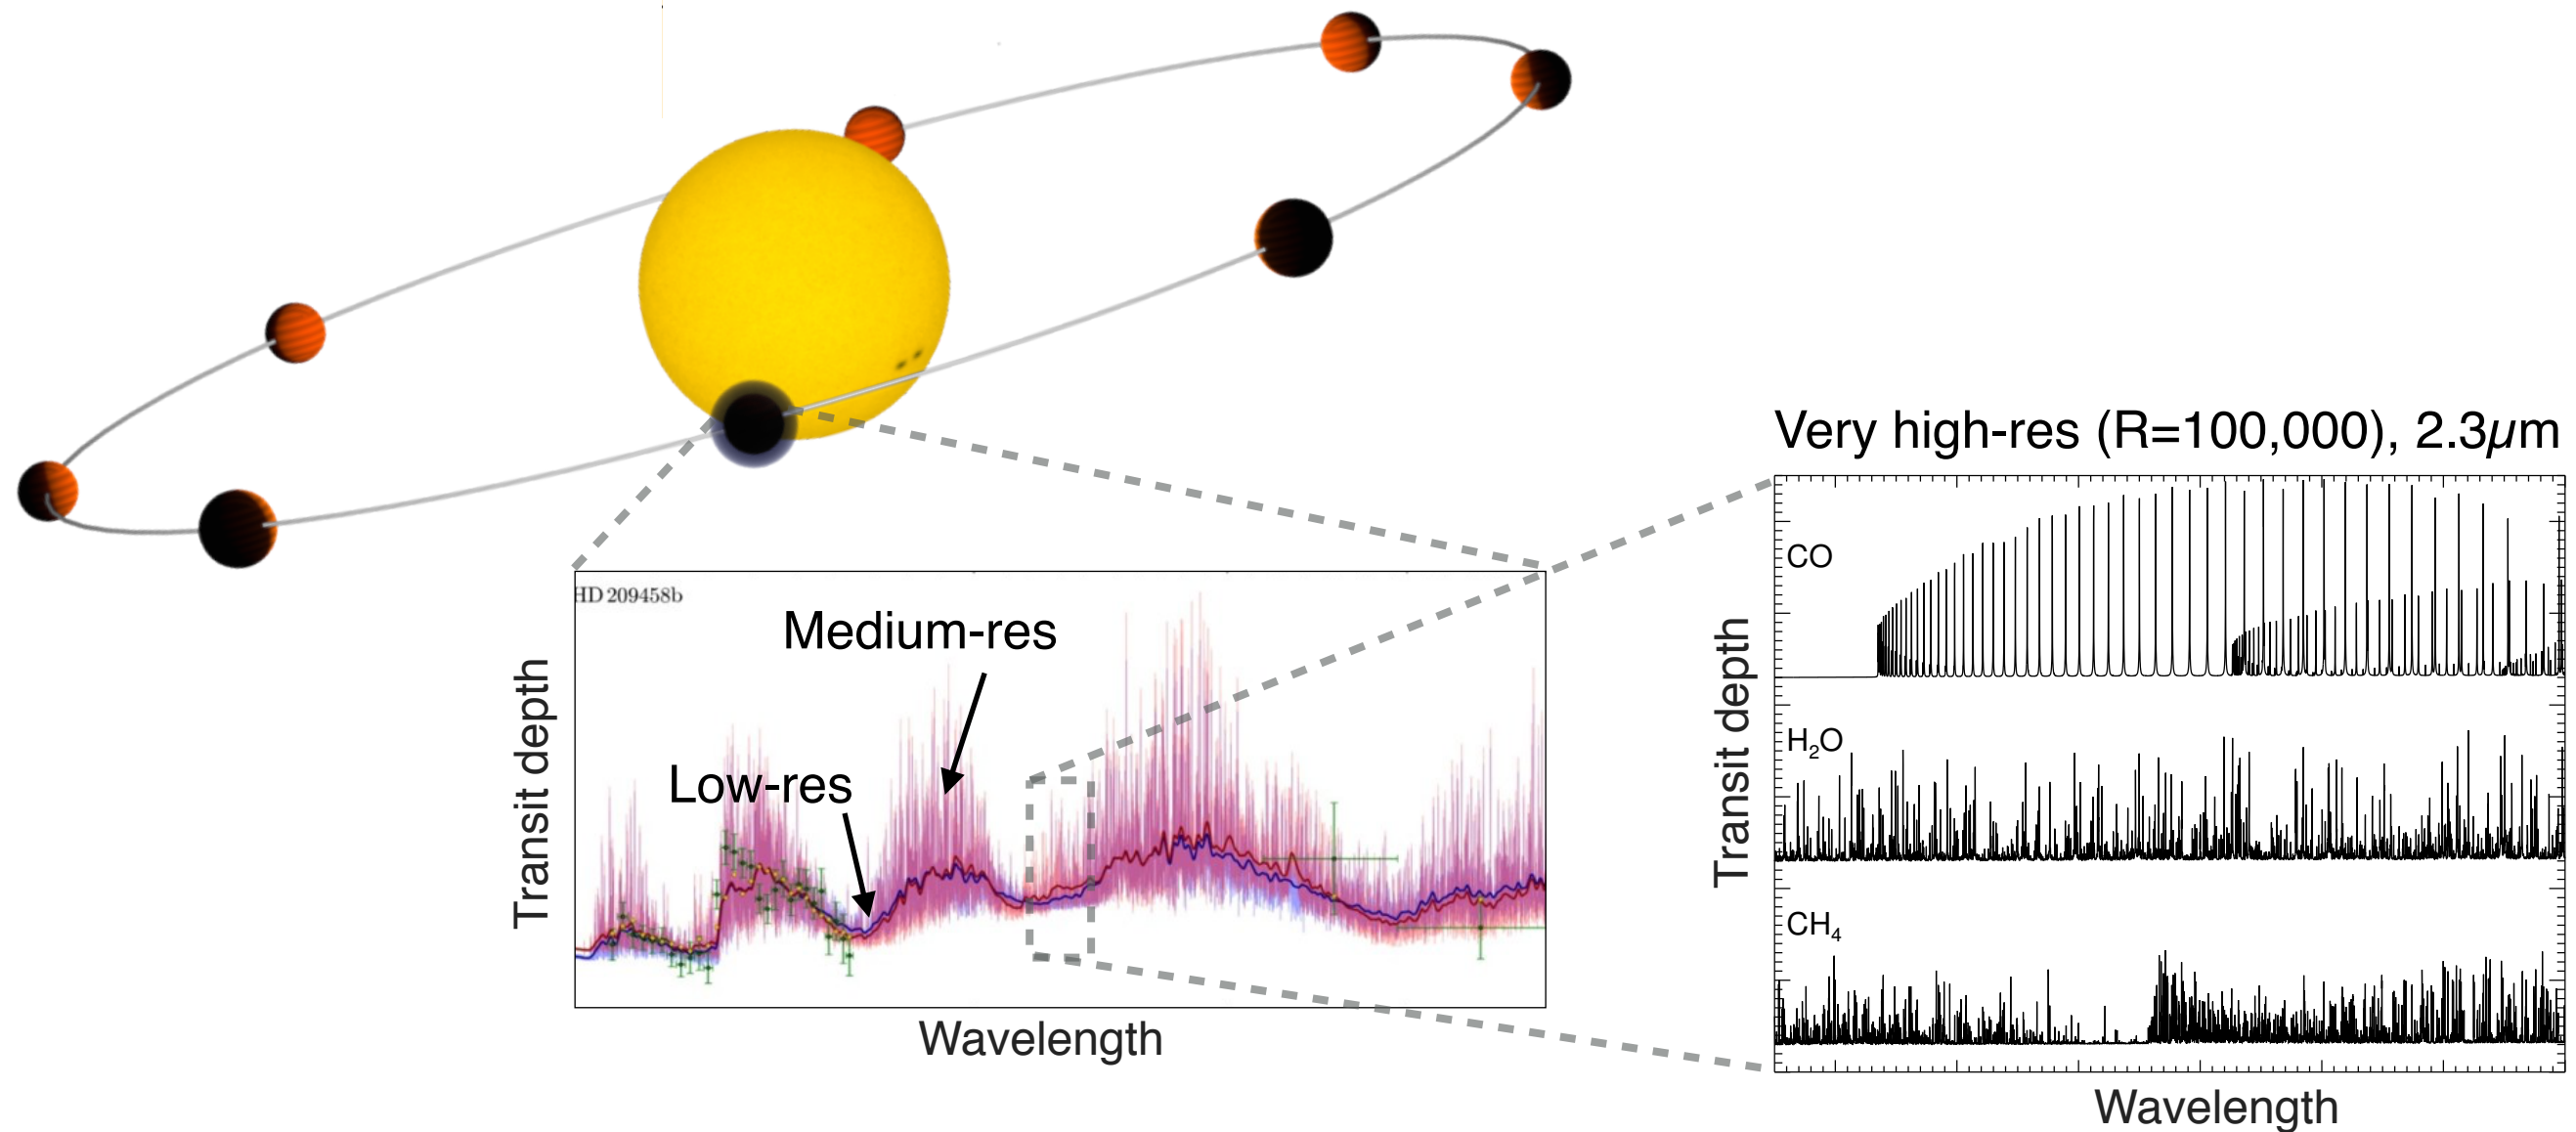 Very high-res (R=100,000), 2.3µm
HD 209458b
Medium-res
Low-res
Transit depth
Wavelength
CO
H₂O
CH₄
Transit depth
Wavelength